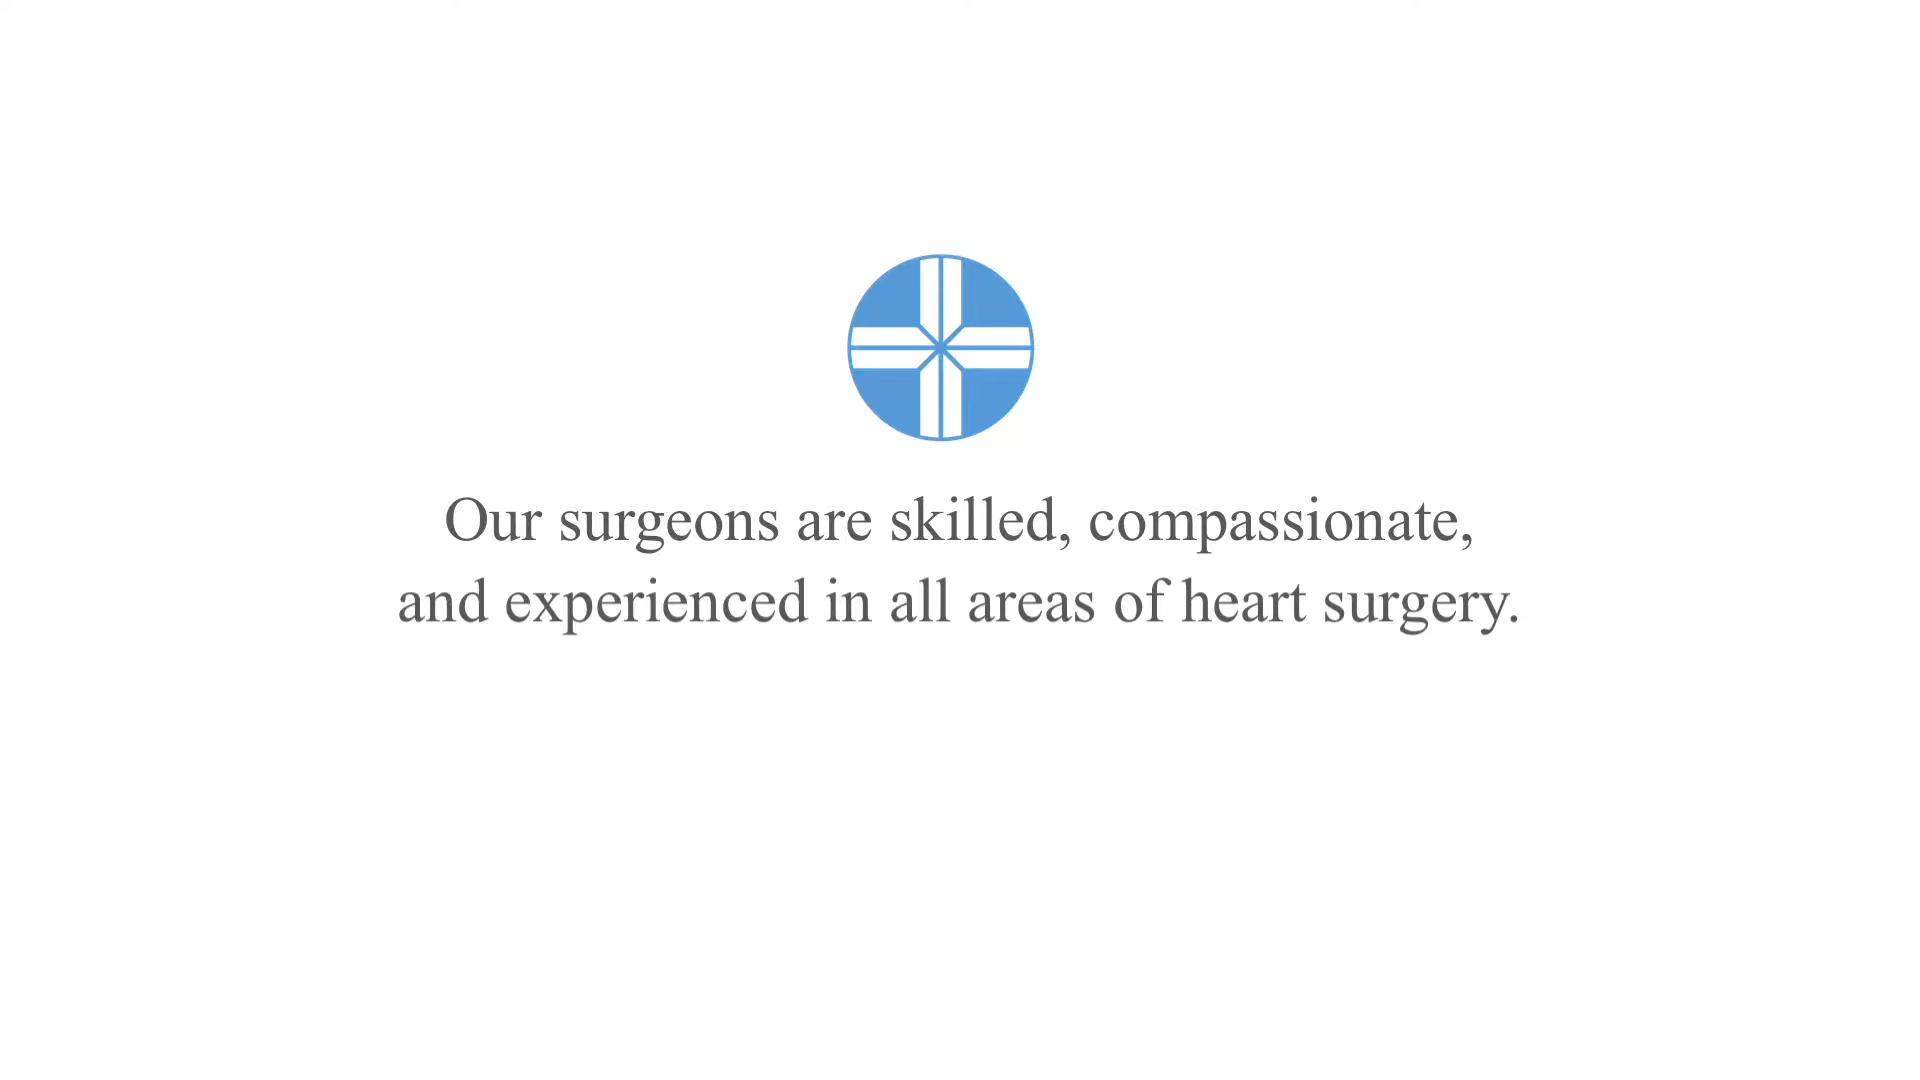 Our surgeons are skilled, compassionate,
and experienced in all areas of heart surgery.